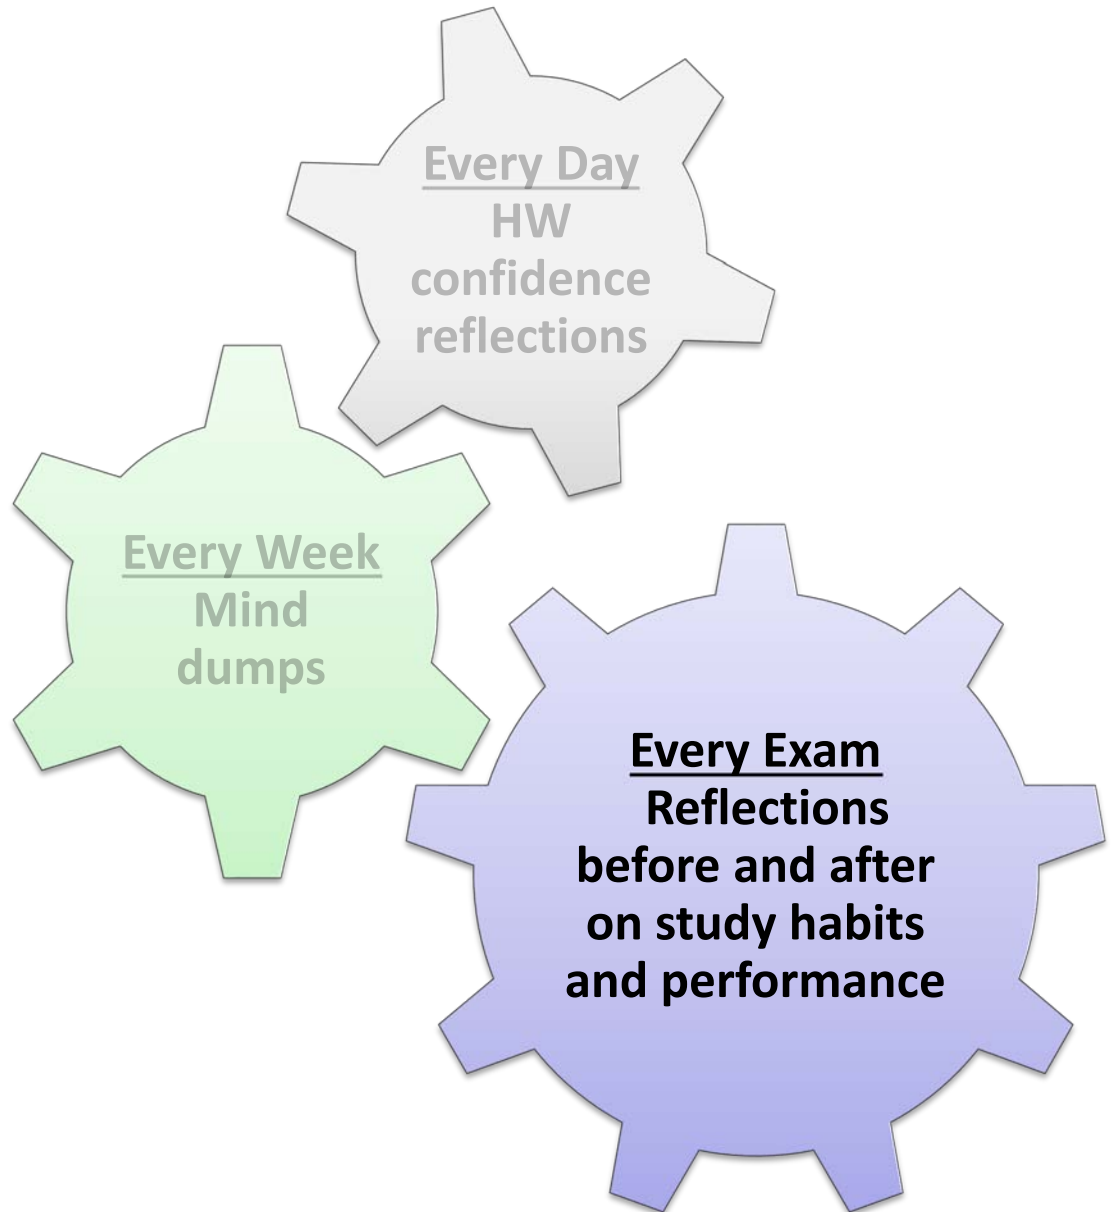 Every Day
HW
confidence
reflections
Every Week
Mind
dumps
Every Exam
Reflections
before and after
on study habits
and performance